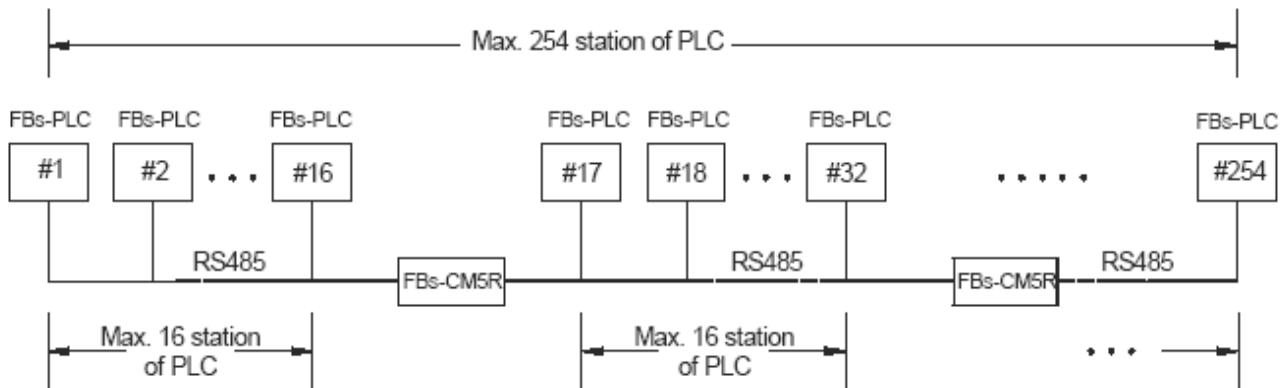 Max. 254 station of PLC
FBs-PLC FBs-PLC FBs-PLC FBs-PLC FBs-PLC FBs-PLC FBs-PLC
#1 #2 • • • #16 #17 #18 • • • #32 • • • • • #254
RS485 RS485 RS485
FBs-CM5R FBs-CM5R
Max. 16 station
of PLC
Max. 16 station
of PLC
• • •